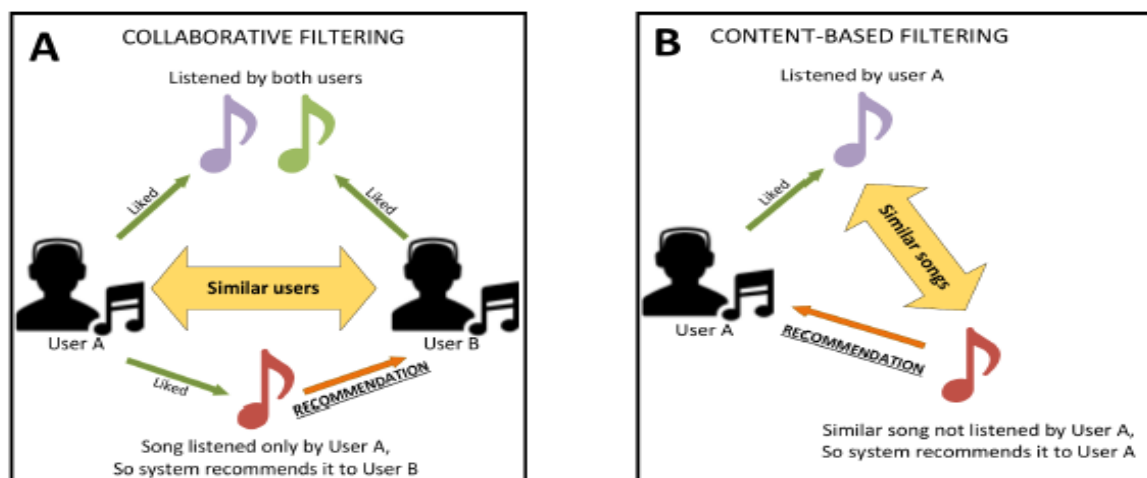 A
COLLABORATIVE FILTERING
Listened by both users
Liked
Liked
Similar users
User A
User B
Liked
RECOMMENDATION
Song listened only by User A,
So system recommends it to User B
B
CONTENT-BASED FILTERING
Listened by user A
Liked
Similar songs
User A
RECOMMENDATION
Similar song not listened by User A,
So system recommends it to User A